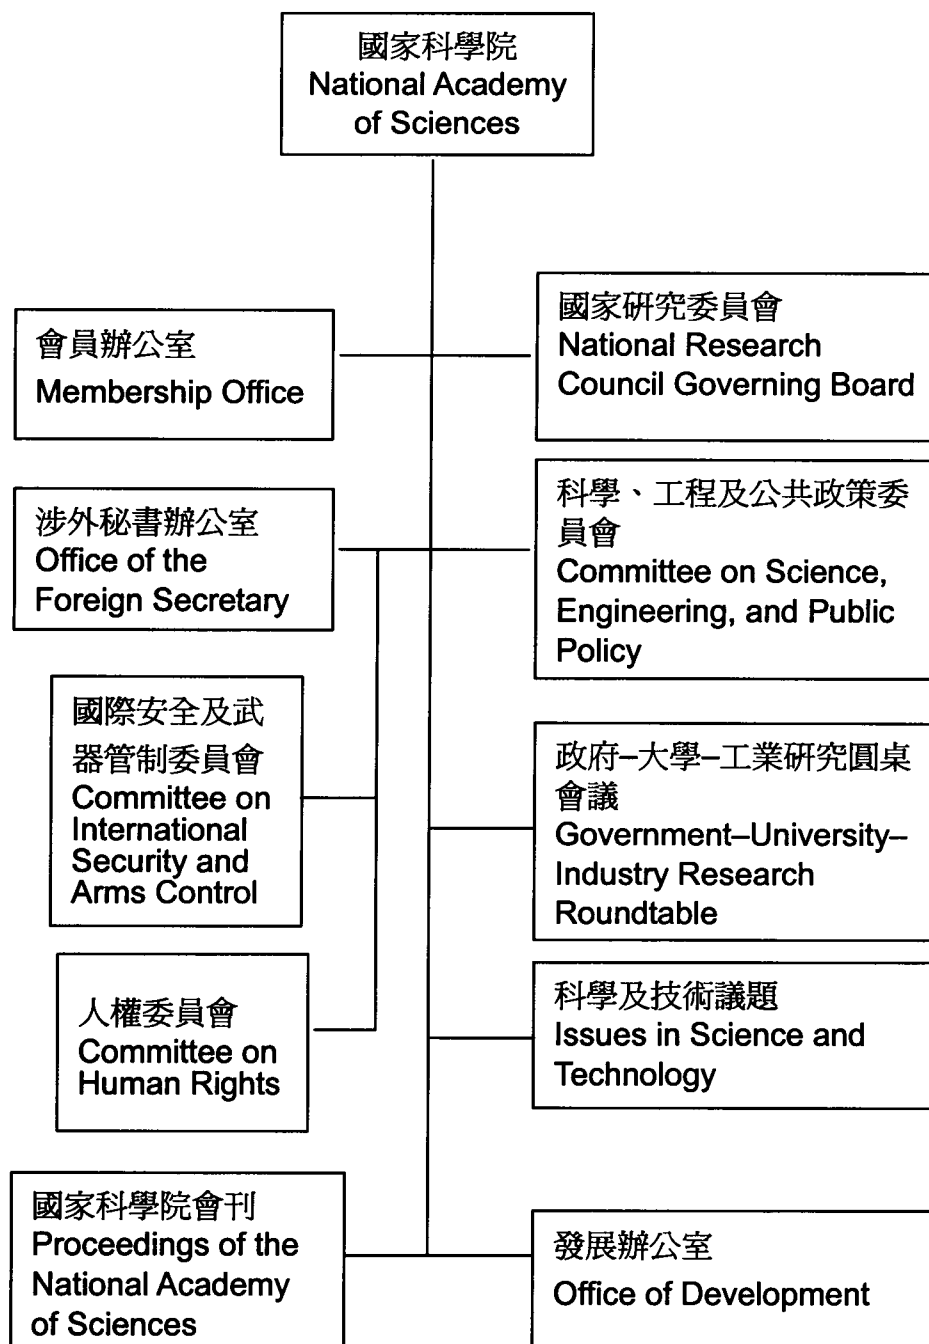 國家科學院
National Academy
of Sciences
會員辦公室
Membership Office
國家研究委員會
National Research
Council Governing Board
涉外秘書辦公室
Office of the
Foreign Secretary
科學、工程及公共政策委
員會
Committee on Science,
Engineering, and Public
Policy
國際安全及武
器管制委員會
Committee on
International
Security and
Arms Control
政府–大學–工業研究圓桌
會議
Government–University–
Industry Research
Roundtable
人權委員會
Committee on
Human Rights
科學及技術議題
Issues in Science and
Technology
國家科學院會刊
Proceedings of the
National Academy
of Sciences
發展辦公室
Office of Development